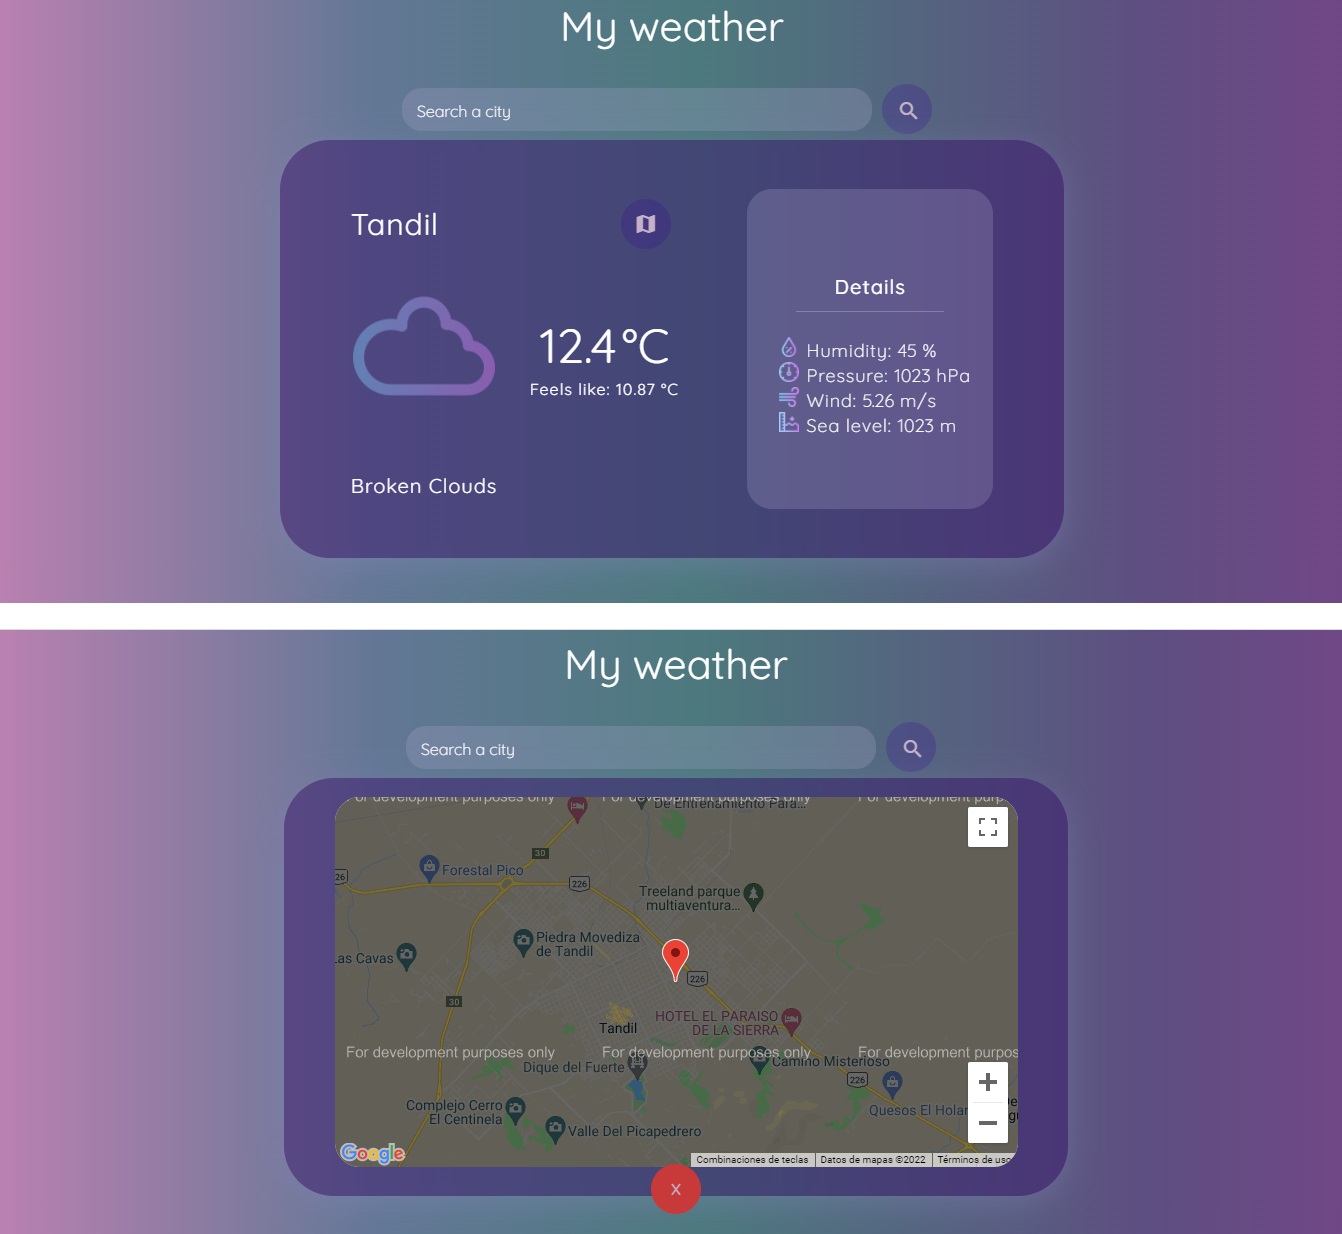 My weather
Search a city
Tandil
12.4 °C
Feels like: 10.87 °C
Broken Clouds
Details
Humidity: 45 %
Pressure: 1023 hPa
Wind: 5.26 m/s
Sea level: 1023 m
My weather
Search a city
or development purposes only
For development purposes only
For development purp
De Entrenamiento Para...
30
Forestal Pico
26
226
Treeland parque
multiaventura...
Piedra Movediza
de Tandil
as Cavas
226
30
HOTEL EL PARAISO
DE LA SIERRA
Tandil
For development purposes only
For development purposes only
For development purpos
Dique del Fuerte
Camino Misterioso
226
Complejo Cerro
El Centinela
Quesos El Holan
Valle Del Picapedrero
Google
Combinaciones de teclas
Datos de mapas ©2022
Términos de uso
X